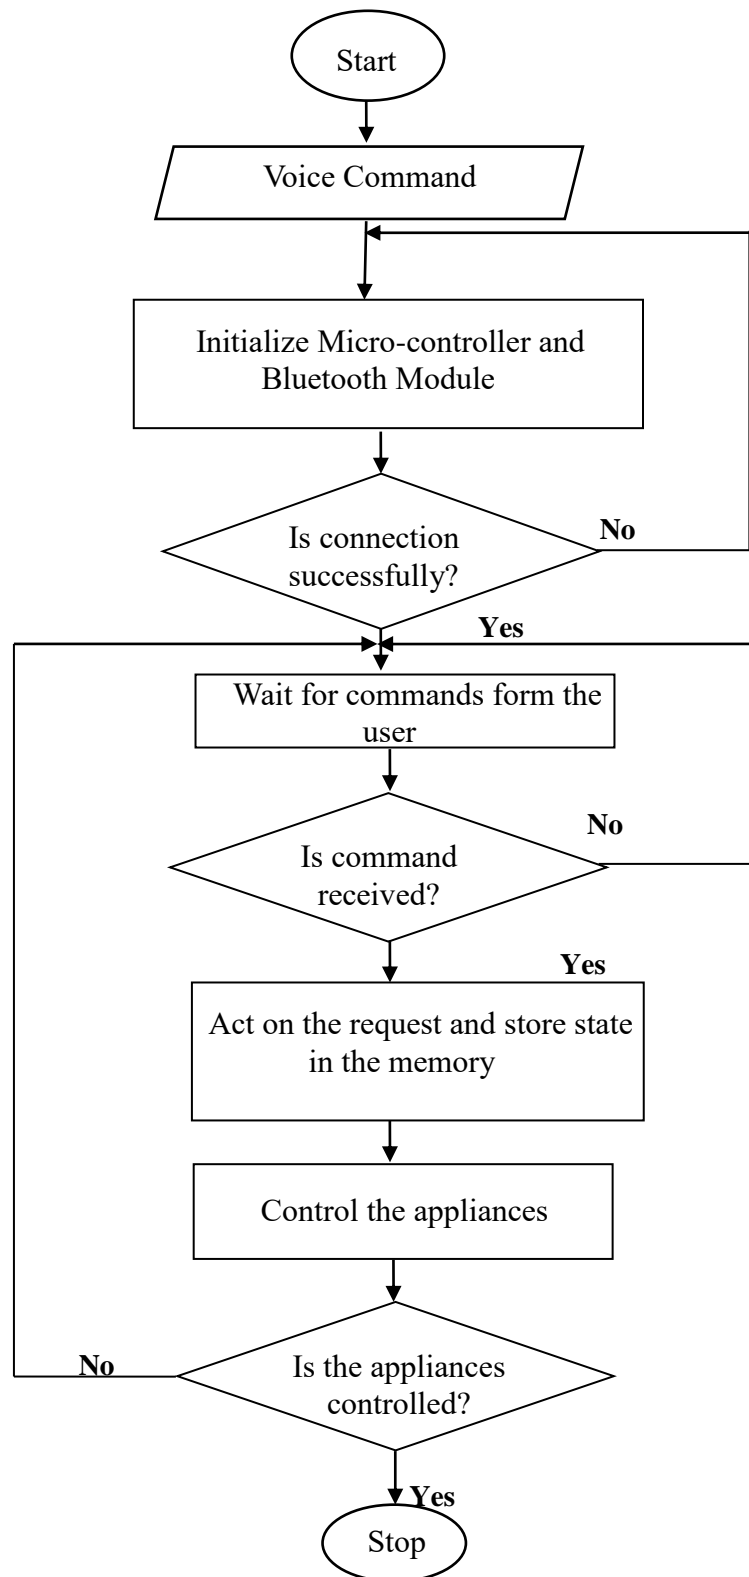 Start
Voice Command
Initialize Micro-controller and
Bluetooth Module
Is connection
successfully?
No
Yes
Wait for commands form the
user
Is command
received?
No
Yes
Act on the request and store state
in the memory
Control the appliances
Is the appliances
controlled?
No
Yes
Stop